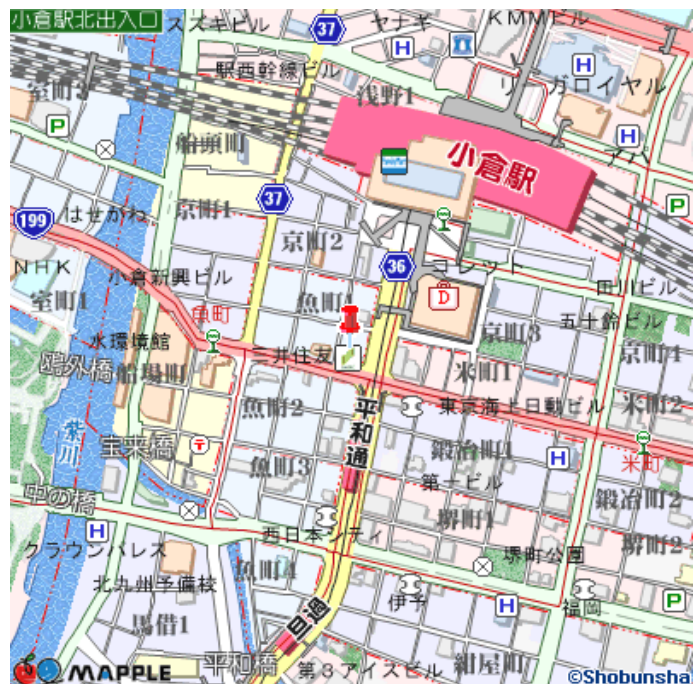 小倉駅北出入口
スズキビル
37
ヤナギ
KMMビル
H
駅西幹線ビル
浅野1
リーガロイヤル
室町3
H
P
船頭町
小倉駅
アパ
37
P
199
はせがわ
京町1
京町2
36
コレット
NHK
小倉新興ビル
魚町1
D
田川ビル
室町1
魚町
五十鈴ビル
水環境館
三井住友
京町3
京町4
鴎外橋
船場町
米町1
米町2
魚町2
平和通
東京海上日動ビル
紫川
宝来橋
鍛冶町1
米町
魚町3
H
第一ビル
鍛冶町2
中の橋
堺町1
H
西日本シティ
堺町2
クラウンパレス
堺町公園
魚町4
北九州予備校
伊予
H
福岡
P
馬借1
旦過
平和橋
第3アイズビル
紺屋町
MAPPLE
©Shobunsha